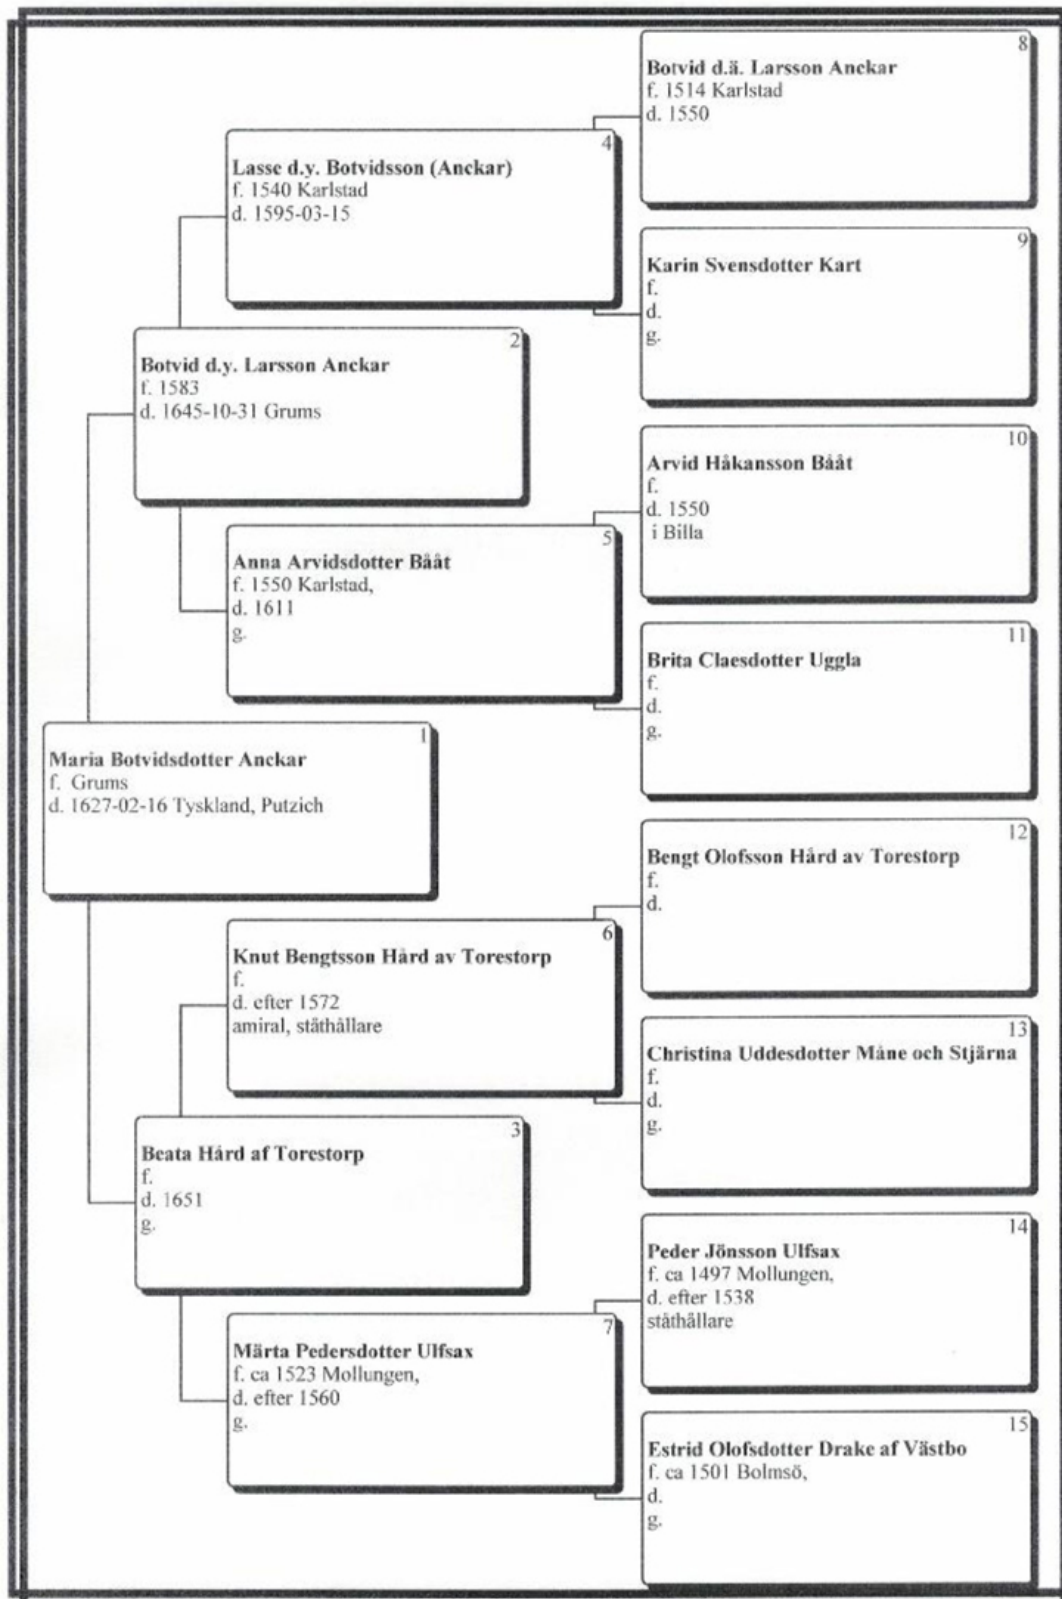 8
Botvid d.ä. Larsson Anckar
f. 1514 Karlstad
d. 1550
4
Lasse d.y. Botvidsson (Anckar)
f. 1540 Karlstad
d. 1595-03-15
9
Karin Svensdotter Kart
f.
d.
g.
2
Botvid d.y. Larsson Anckar
f. 1583
d. 1645-10-31 Grums
10
Arvid Håkansson Bååt
f.
d. 1550
i Billa
5
Anna Arvidsdotter Bååt
f. 1550 Karlstad,
d. 1611
g.
11
Brita Claesdotter Uggla
f.
d.
g.
1
Maria Botvidsdotter Anckar
f. Grums
d. 1627-02-16 Tyskland, Putzich
12
Bengt Olofsson Hård av Torestorp
f.
d.
6
Knut Bengtsson Hård av Torestorp
f.
d. efter 1572
amiral, ståthållare
13
Christina Uddesdotter Måne och Stjärna
f.
d.
g.
3
Beata Hård af Torestorp
f.
d. 1651
g.
14
Peder Jönsson Ulfsax
f. ca 1497 Mollungen,
d. efter 1538
ståthållare
7
Märta Pedersdotter Ulfsax
f. ca 1523 Mollungen,
d. efter 1560
g.
15
Estrid Olofsdotter Drake af Västbo
f. ca 1501 Bolmsö,
d.
g.